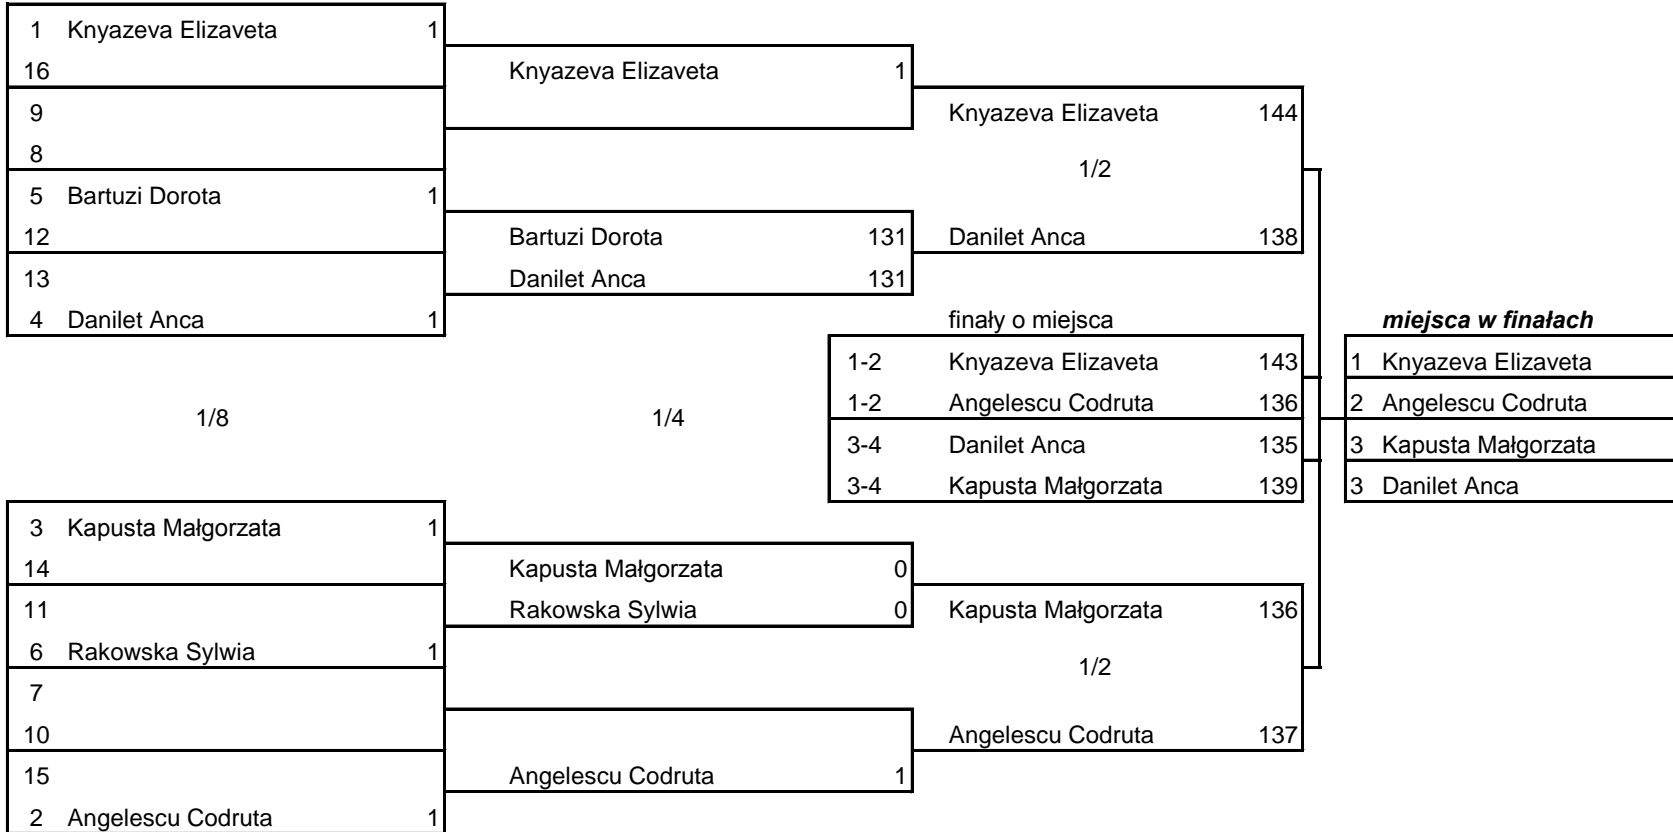 1 Knyazeva Elizaveta 1
16 Knyazeva Elizaveta 1
9 Knyazeva Elizaveta 144
8
1/2
5 Bartuzi Dorota 1
12 Bartuzi Dorota 131 Danilet Anca 138
13 Danilet Anca 131
4 Danilet Anca 1 finały o miejsca miejsca w finałach
1-2 Knyazeva Elizaveta 143 1 Knyazeva Elizaveta
1/8 1/4 1-2 Angelescu Codruta 136 2 Angelescu Codruta
3-4 Danilet Anca 135 3 Kapusta Małgorzata
3-4 Kapusta Małgorzata 139 3 Danilet Anca
3 Kapusta Małgorzata 1
14 Kapusta Małgorzata 0
11 Rakowska Sylwia 0 Kapusta Małgorzata 136
6 Rakowska Sylwia 1
1/2
7
10 Angelescu Codruta 137
15 Angelescu Codruta 1
2 Angelescu Codruta 1